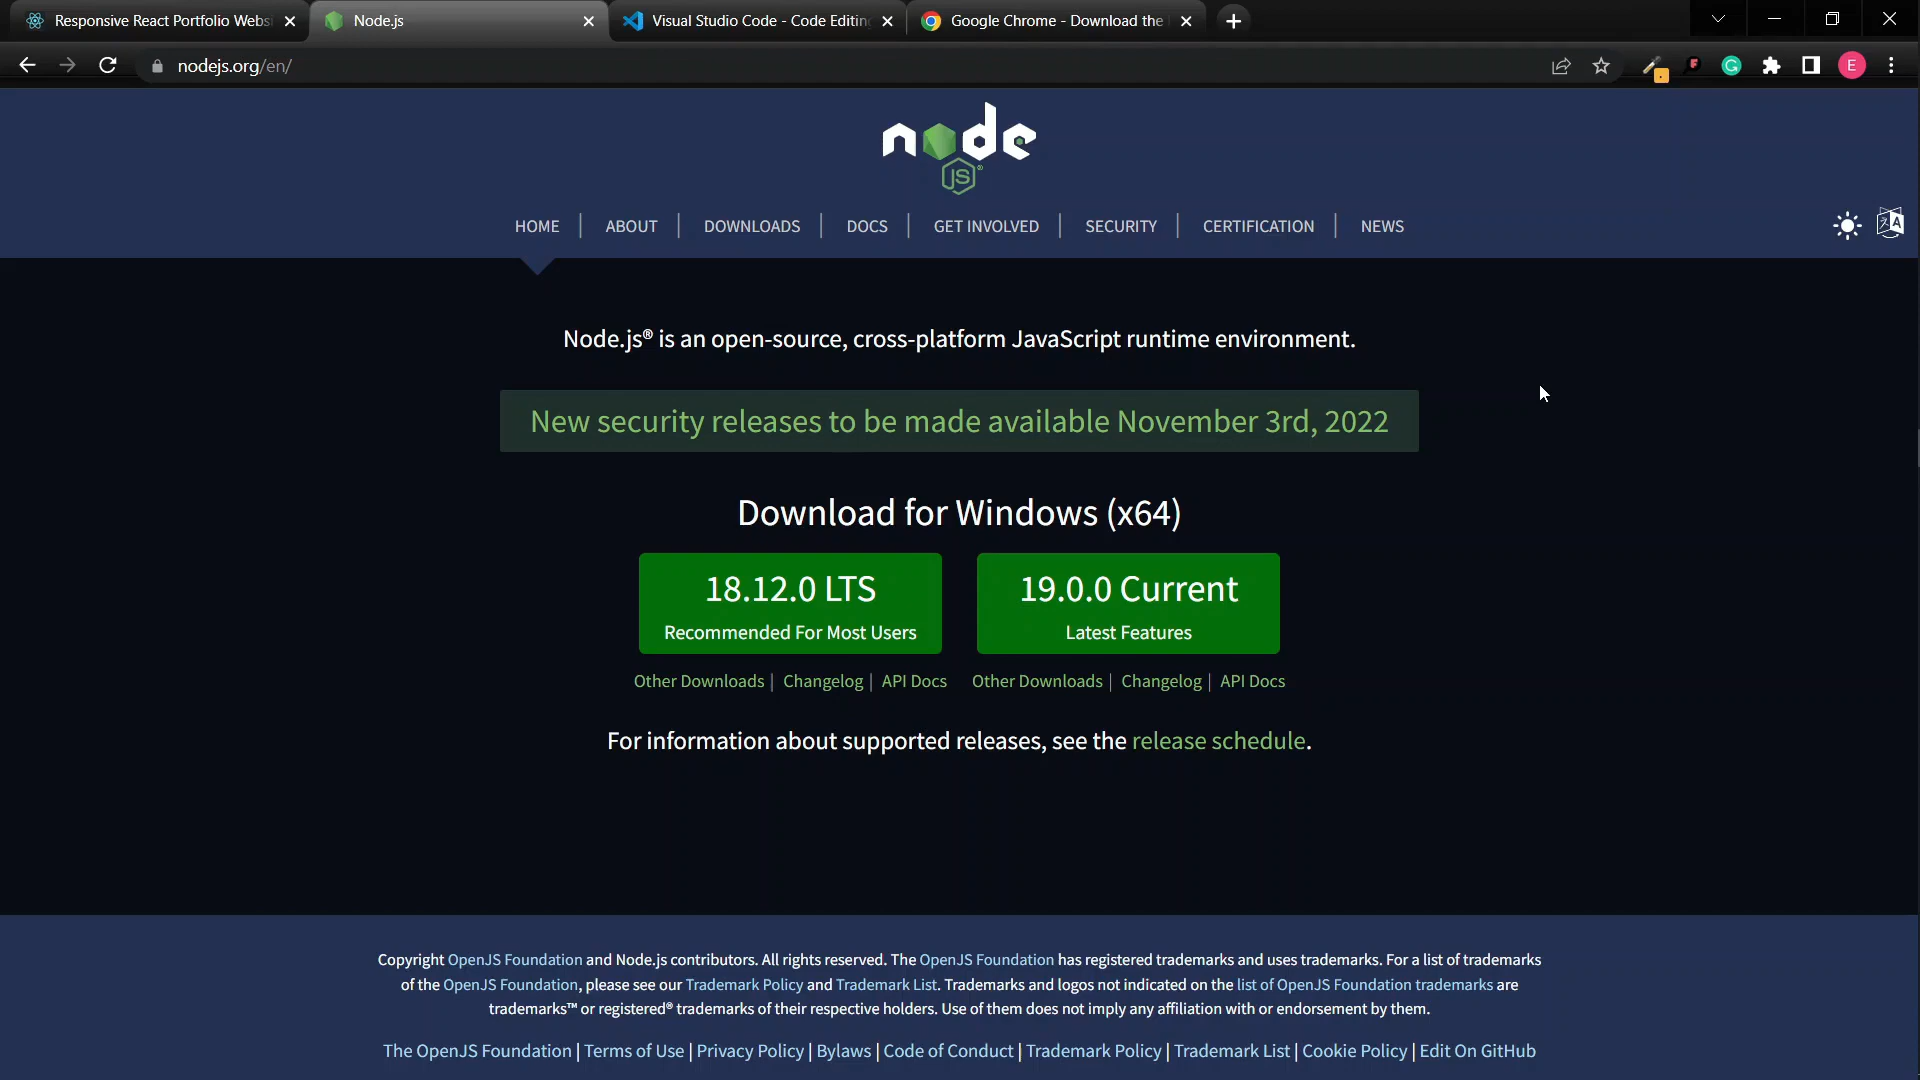 Responsive React Portfolio Websi
Node.js
Visual Studio Code - Code Editin
Google Chrome - Download the
nodejs.org/en/
E
node
JS®
HOME | ABOUT | DOWNLOADS | DOCS | GET INVOLVED | SECURITY | CERTIFICATION | NEWS
Node.js® is an open-source, cross-platform JavaScript runtime environment.
New security releases to be made available November 3rd, 2022
Download for Windows (x64)
18.12.0 LTS
Recommended For Most Users
19.0.0 Current
Latest Features
Other Downloads | Changelog | API Docs
Other Downloads | Changelog | API Docs
For information about supported releases, see the release schedule.
Copyright OpenJS Foundation and Node.js contributors. All rights reserved. The OpenJS Foundation has registered trademarks and uses trademarks. For a list of trademarks
of the OpenJS Foundation, please see our Trademark Policy and Trademark List. Trademarks and logos not indicated on the list of OpenJS Foundation trademarks are
trademarks™ or registered® trademarks of their respective holders. Use of them does not imply any affiliation with or endorsement by them.
The OpenJS Foundation | Terms of Use | Privacy Policy | Bylaws | Code of Conduct | Trademark Policy | Trademark List | Cookie Policy | Edit On GitHub